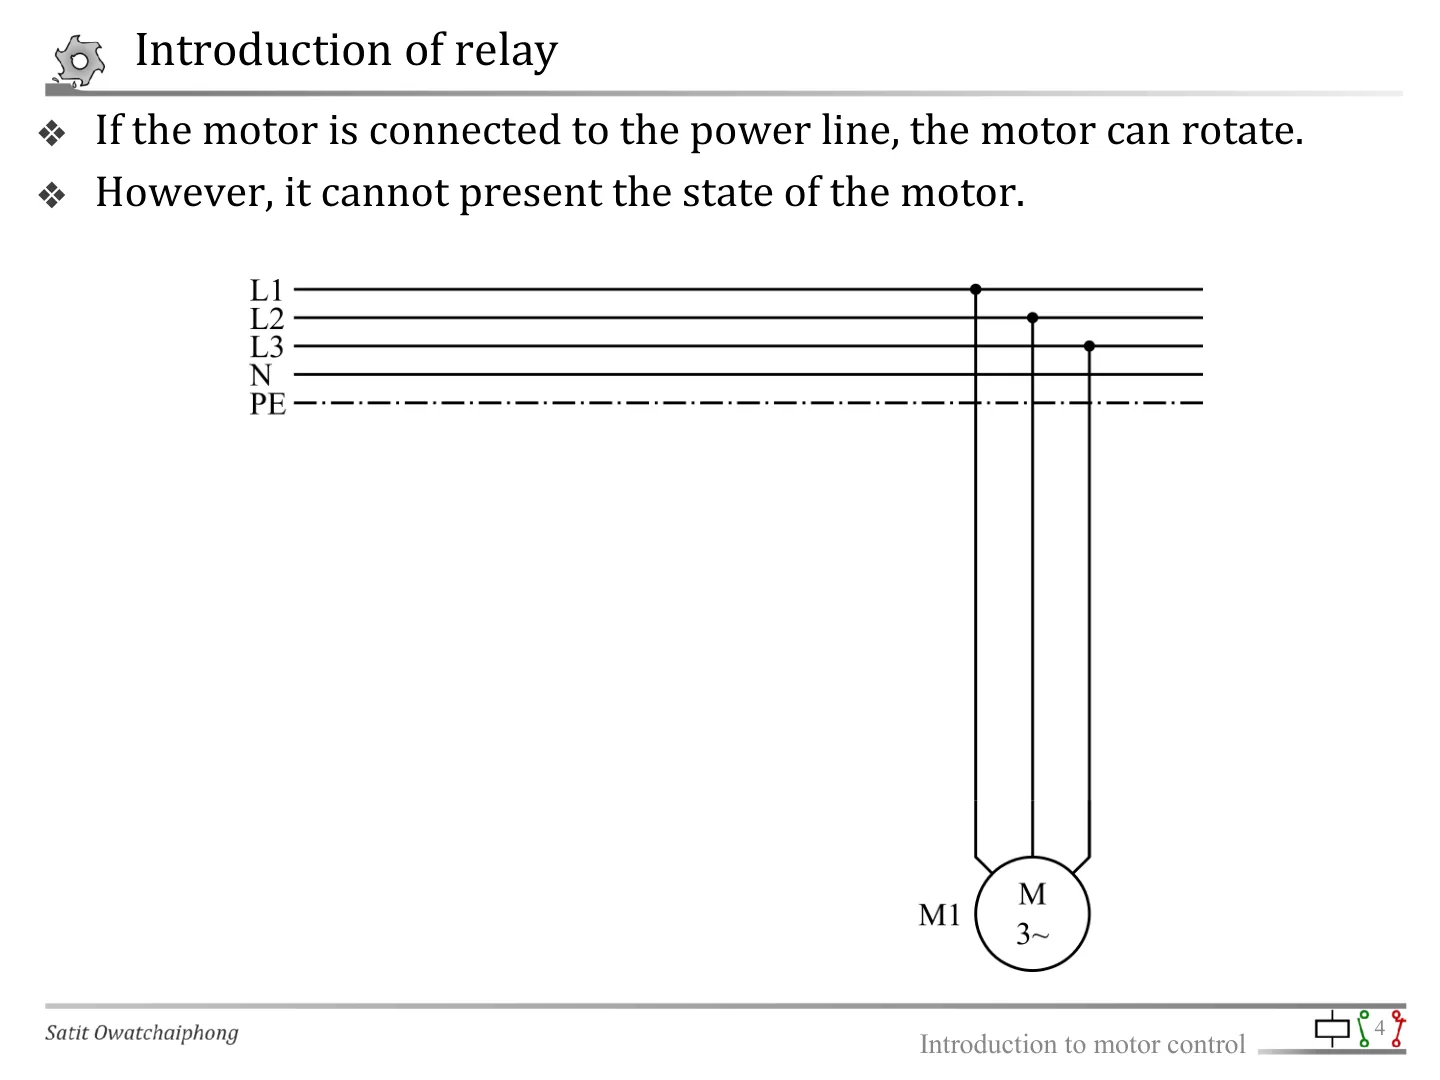 Introduction of relay
❖ If the motor is connected to the power line, the motor can rotate.
❖ However, it cannot present the state of the motor.
L1
L2
L3
N
PE
M1
M
3~
Satit Owatchaiphong
Introduction to motor control
4